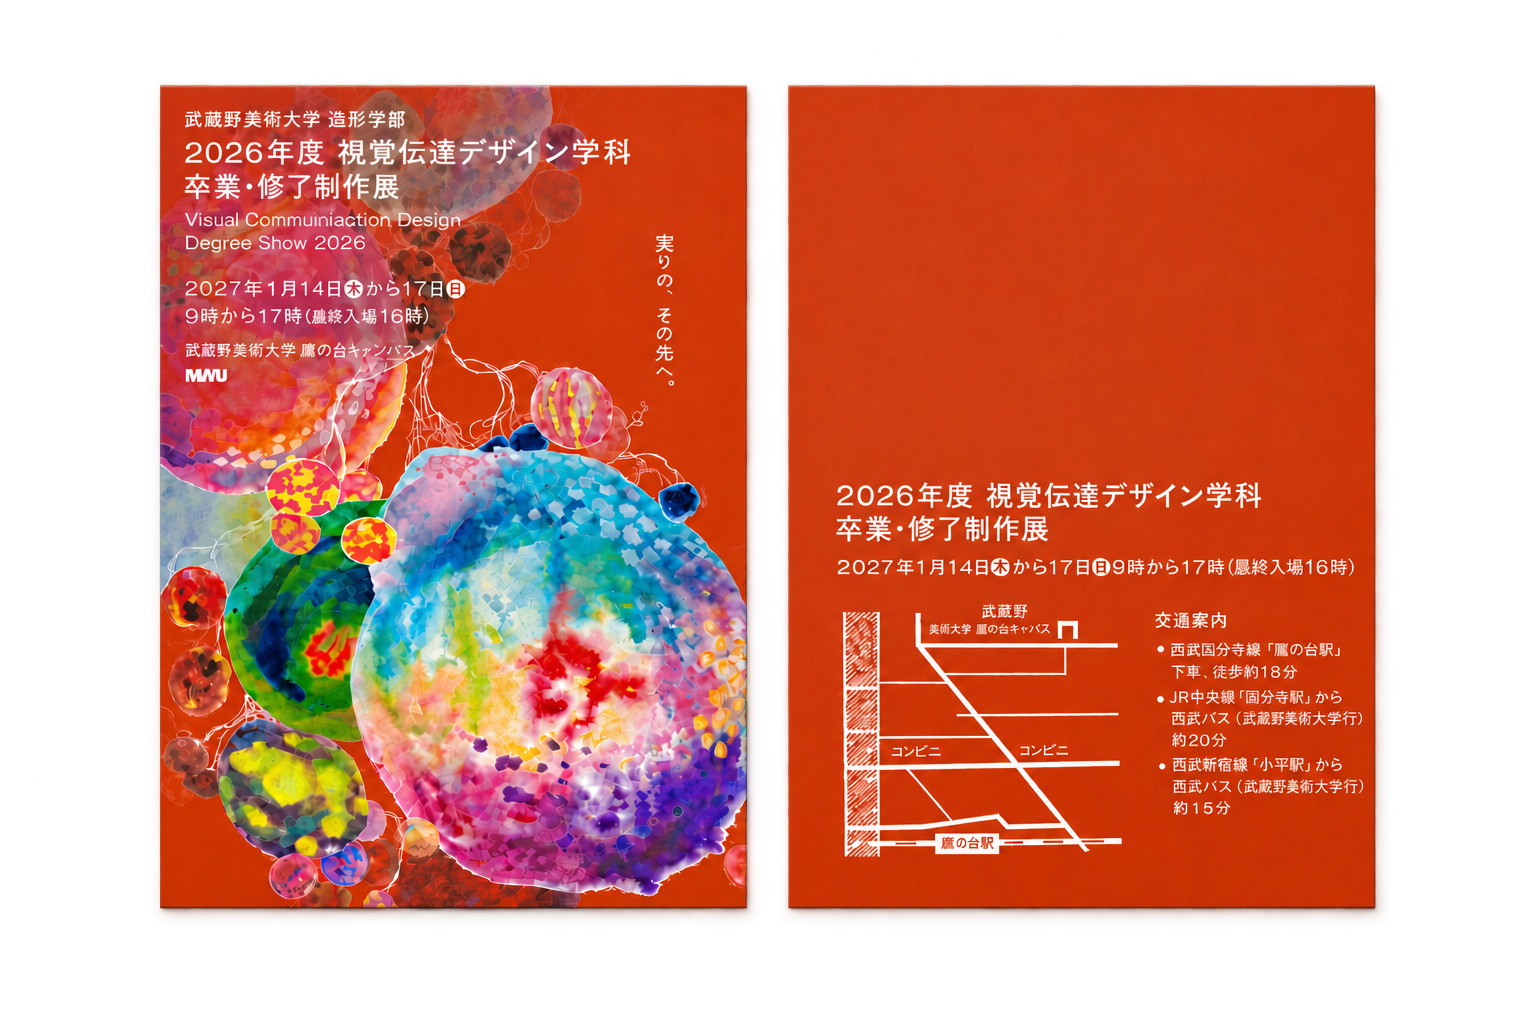 武蔵野美術大学 造形学部
2026年度 視覚伝達デザイン学科
卒業・修了制作展
Visual Commuiniaction Design
Degree Show 2026
2027年1月14日木から17日日
9時から17時(最終入場16時)
武蔵野美術大学 鷹の台キャンバス
MAU
実りの、その先へ。
2026年度 視覚伝達デザイン学科
卒業・修了制作展
2027年1月14日木から17日日9時から17時(最終入場16時)
武蔵野
美術大学 鷹の台キャバス
コンビニ
コンビニ
鷹の台駅
交通案内
• 西武国分寺線「鷹の台駅」
下車、徒歩約18分
• JR中央線「国分寺駅」から
西武バス(武蔵野美術大学行)
約20分
• 西武新宿線「小平駅」から
西武バス(武蔵野美術大学行)
約15分